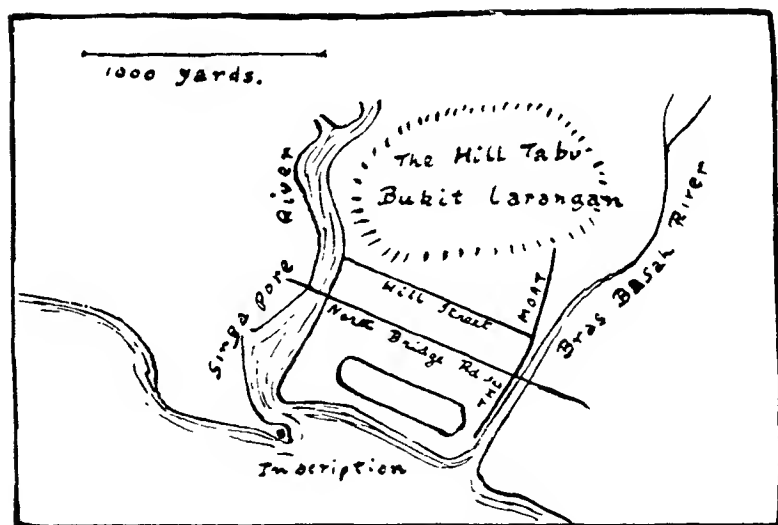 1000 yards.
The Hill Tabu
Bukit Larangan
River
Singapore
Hill Street
North Bridge Rd
THE
MOAT
Bras Basah River
Inscription